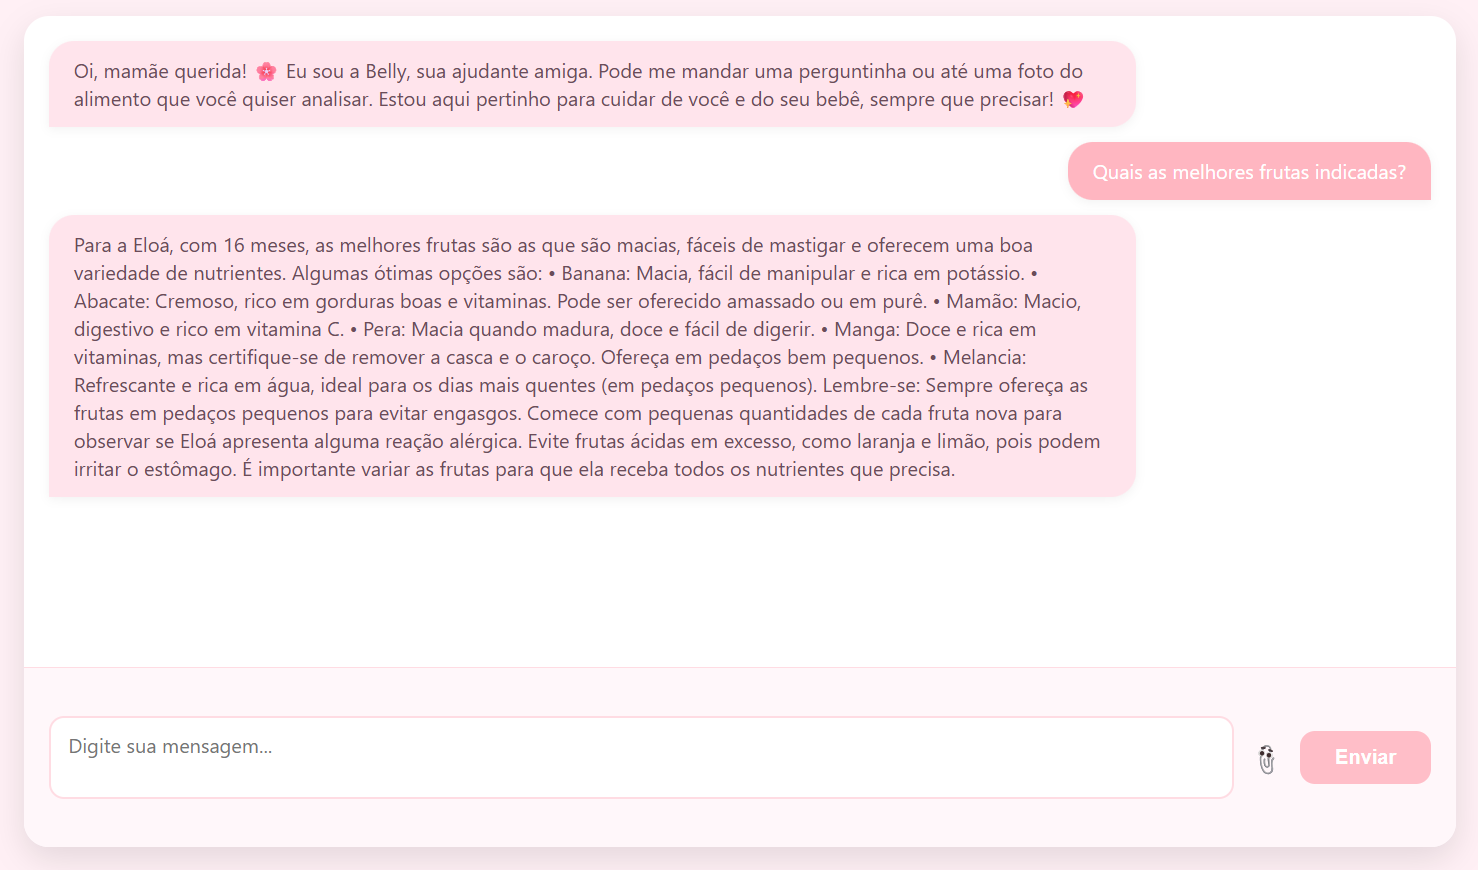 Oi, mamãe querida! 🌸 Eu sou a Belly, sua ajudante amiga. Pode me mandar uma perguntinha ou até uma foto do
alimento que você quiser analisar. Estou aqui pertinho para cuidar de você e do seu bebê, sempre que precisar! 💖
Quais as melhores frutas indicadas?
Para a Eloá, com 16 meses, as melhores frutas são as que são macias, fáceis de mastigar e oferecem uma boa
variedade de nutrientes. Algumas ótimas opções são: • Banana: Macia, fácil de manipular e rica em potássio. •
Abacate: Cremoso, rico em gorduras boas e vitaminas. Pode ser oferecido amassado ou em purê. • Mamão: Macio,
digestivo e rico em vitamina C. • Pera: Macia quando madura, doce e fácil de digerir. • Manga: Doce e rica em
vitaminas, mas certifique-se de remover a casca e o caroço. Ofereça em pedaços bem pequenos. • Melancia:
Refrescante e rica em água, ideal para os dias mais quentes (em pedaços pequenos). Lembre-se: Sempre ofereça as
frutas em pedaços pequenos para evitar engasgos. Comece com pequenas quantidades de cada fruta nova para
observar se Eloá apresenta alguma reação alérgica. Evite frutas ácidas em excesso, como laranja e limão, pois podem
irritar o estômago. É importante variar as frutas para que ela receba todos os nutrientes que precisa.
Digite sua mensagem...
Enviar